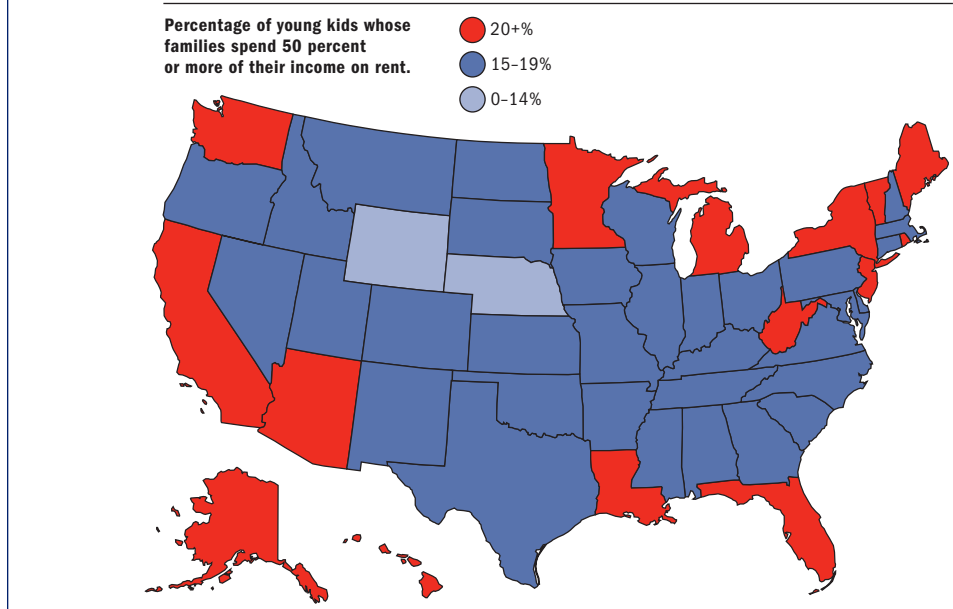 Percentage of young kids whose
families spend 50 percent
or more of their income on rent.
20+%
15–19%
0–14%